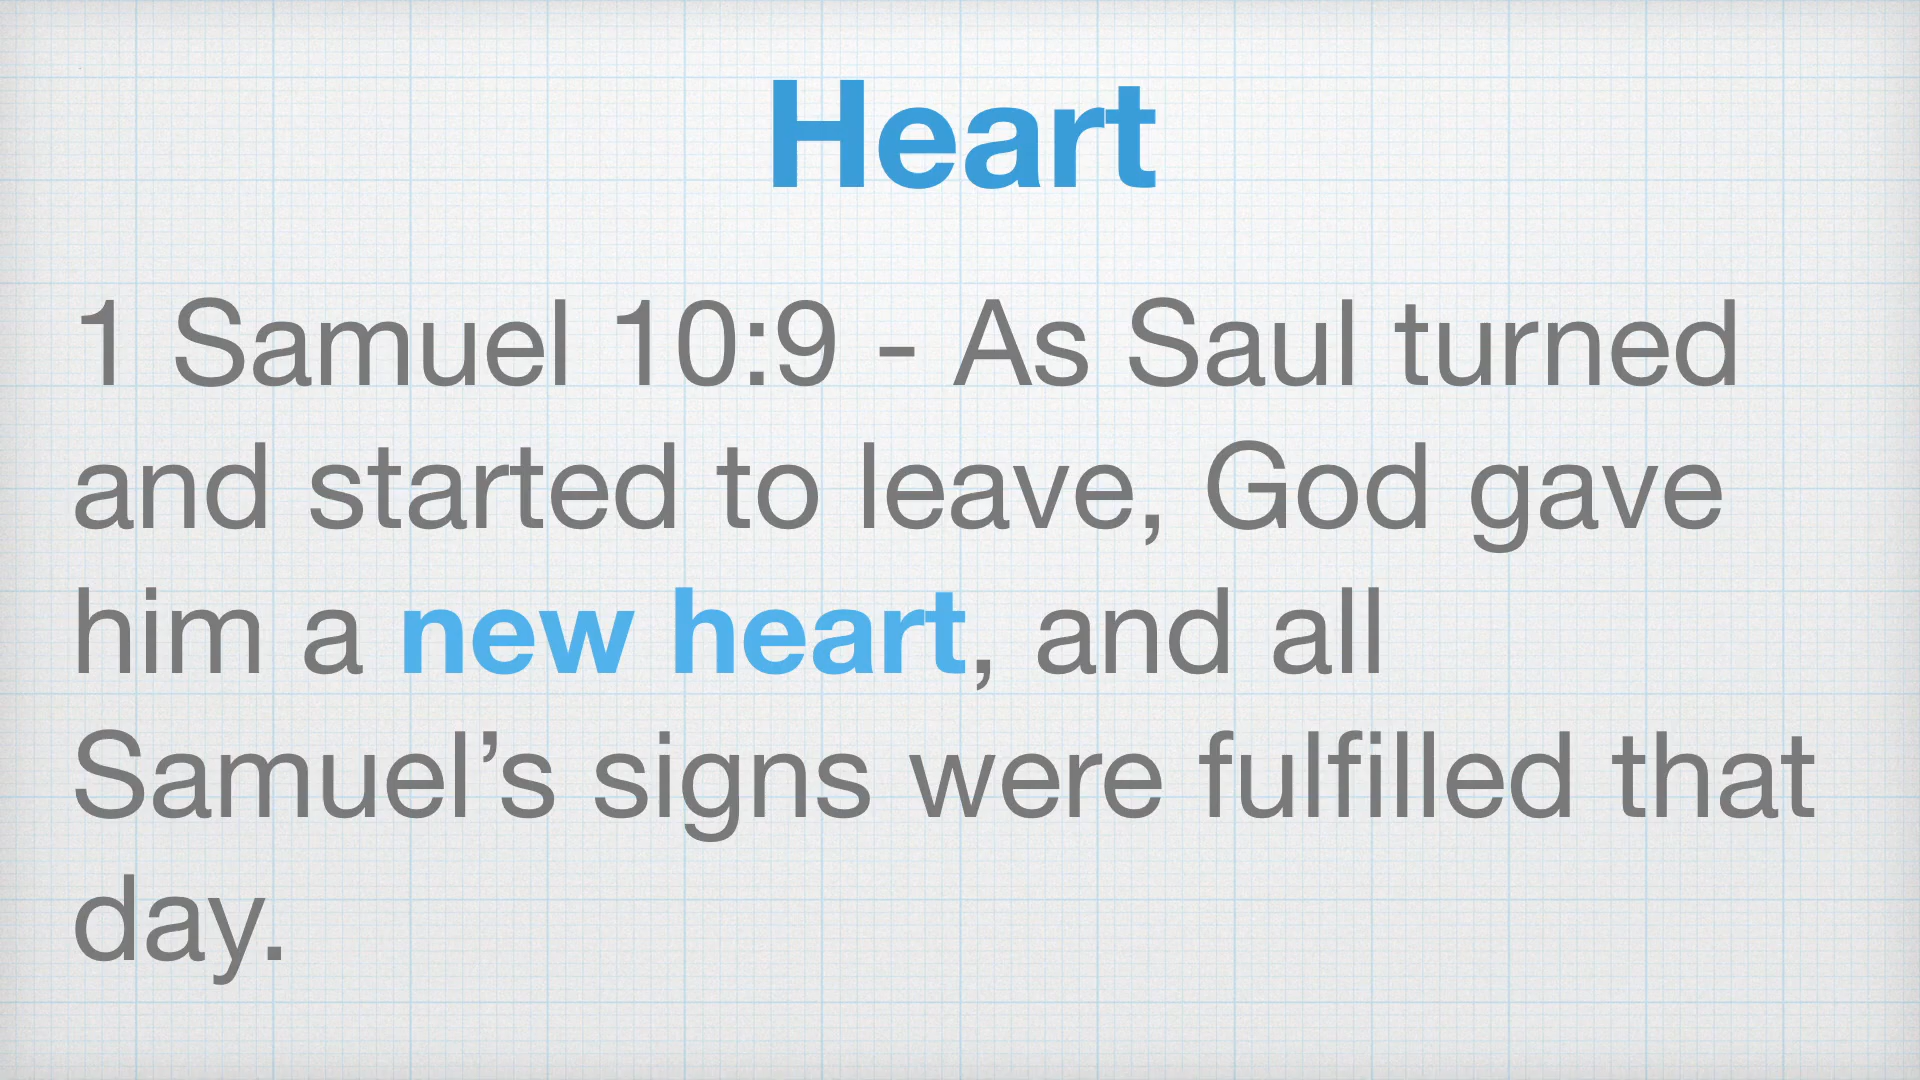 Heart
1 Samuel 10:9 - As Saul turned
and started to leave, God gave
him a new heart, and all
Samuel’s signs were fulfilled that
day.